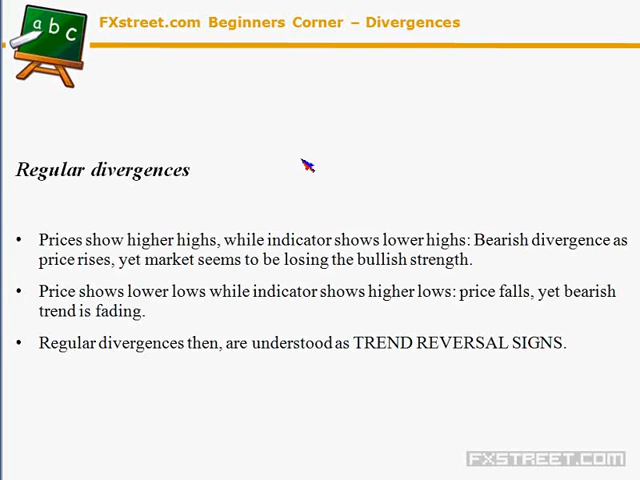 a b c
FXstreet.com Beginners Corner – Divergences
Regular divergences
• Prices show higher highs, while indicator shows lower highs: Bearish divergence as
price rises, yet market seems to be losing the bullish strength.
• Price shows lower lows while indicator shows higher lows: price falls, yet bearish
trend is fading.
• Regular divergences then, are understood as TREND REVERSAL SIGNS.
FXSTREET.COM